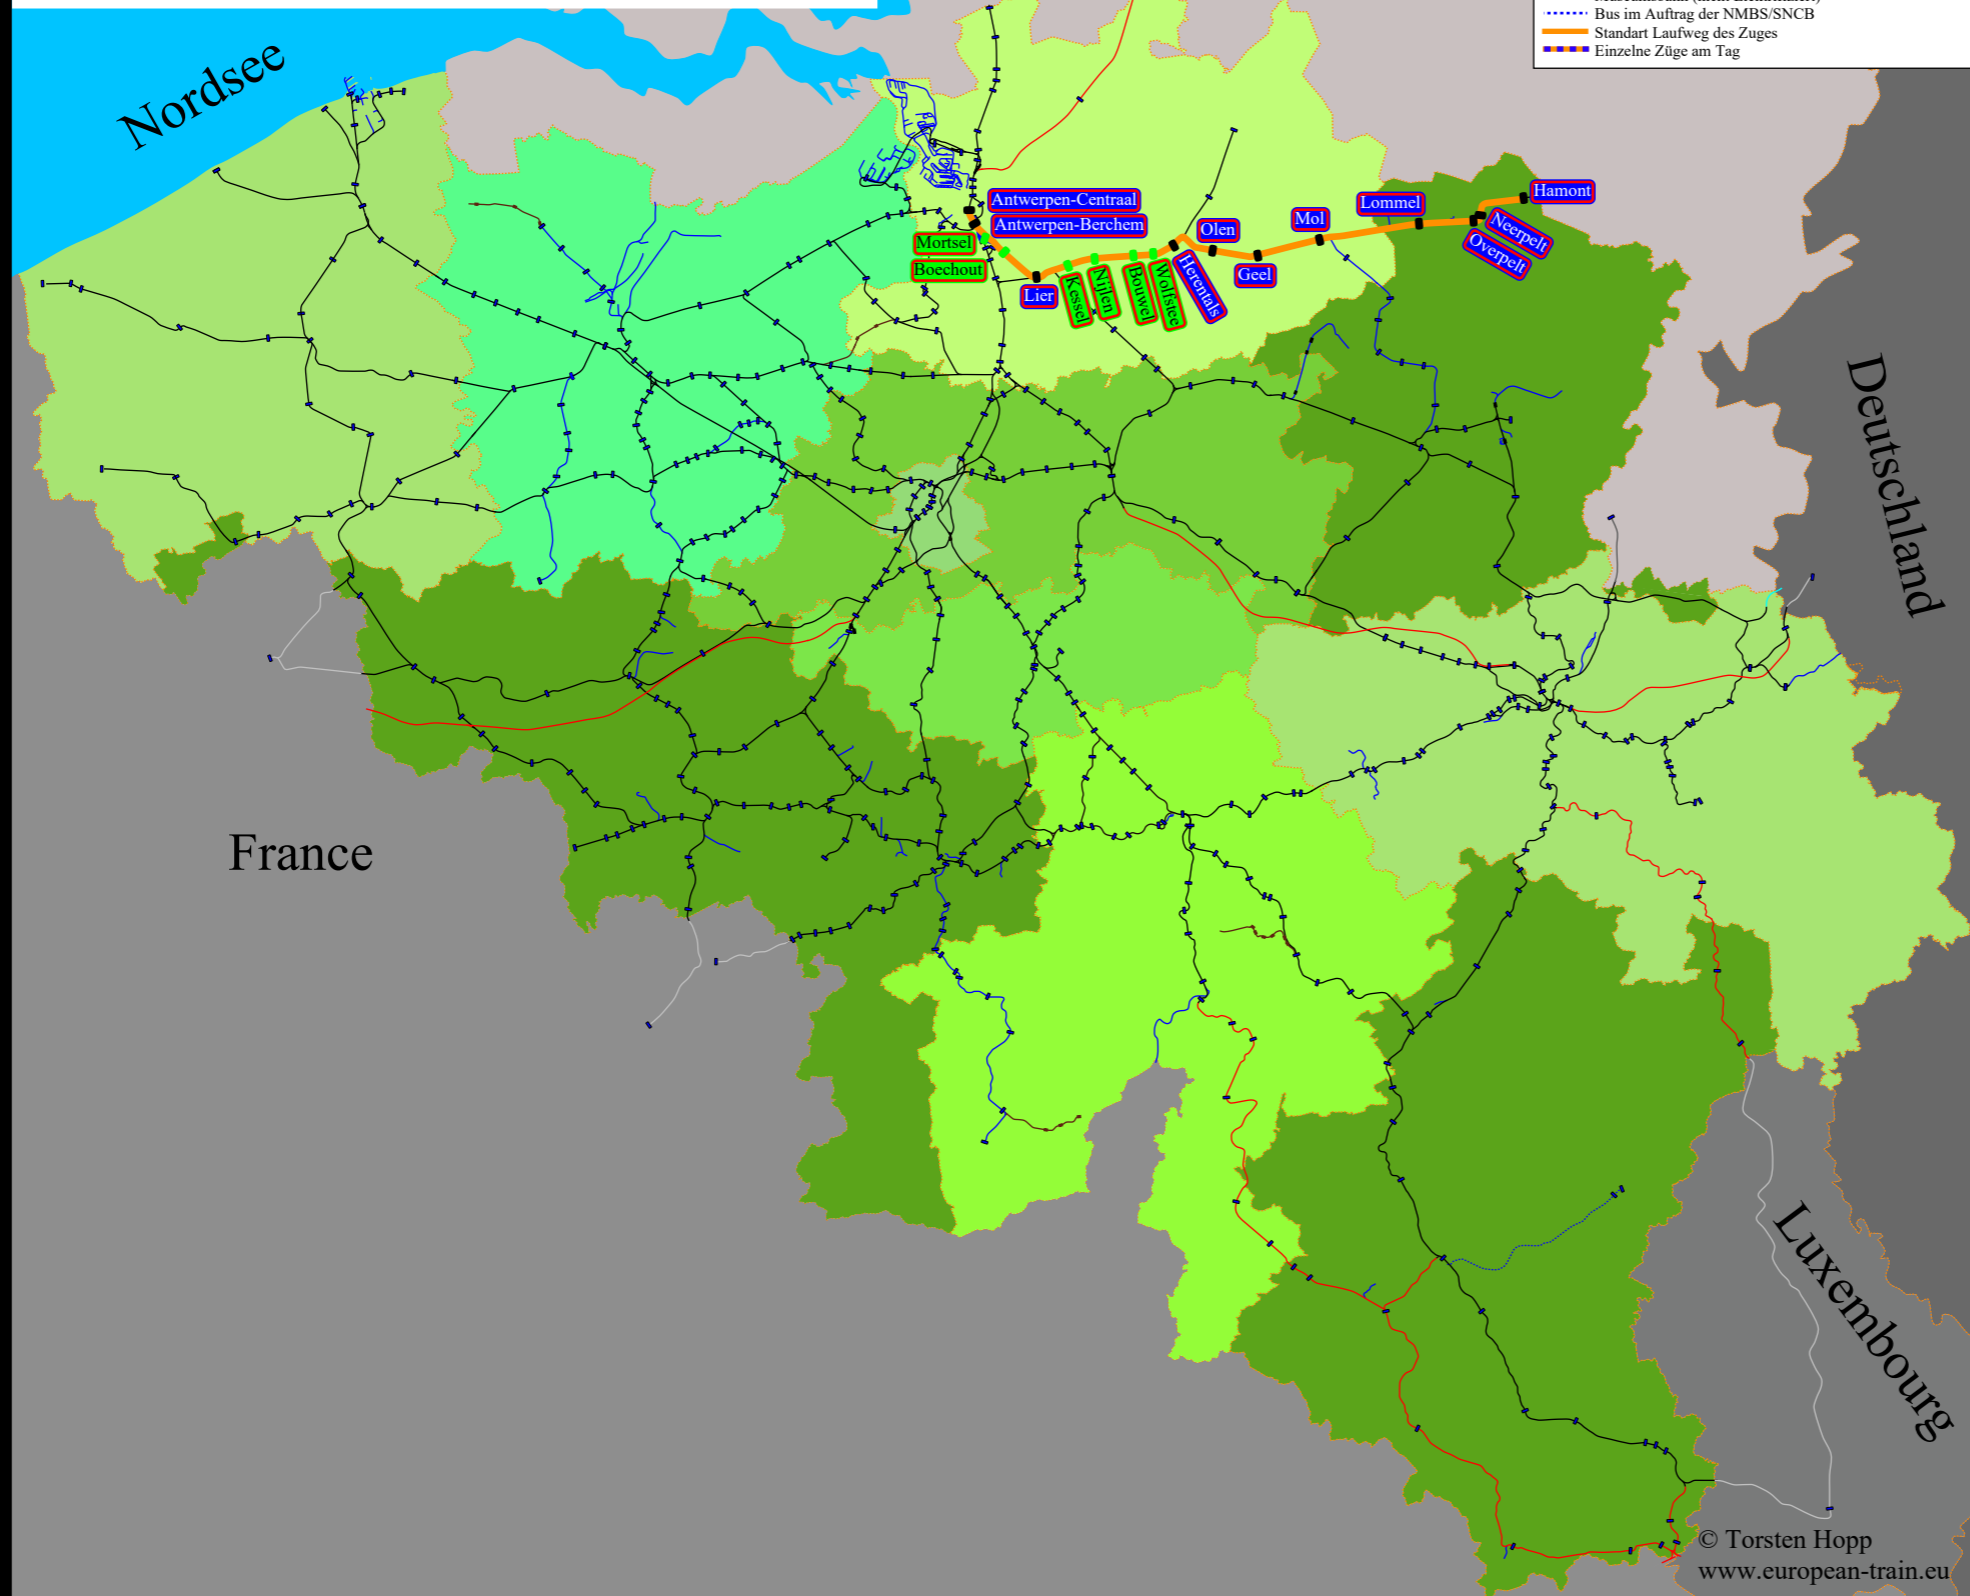 Bus im Auftrag der NMBS/SNCB
Standart Laufweg des Zuges
Einzelne Züge am Tag
Nordsee
Hamont
Antwerpen-Centraal
Lommel
Mol
Antwerpen-Berchem
Neerpelt
Olen
Mortsel
Overpelt
Boechout
Geel
Herentals
Lier
Kessel
Nijlen
Bouwel
Wolfstee
Deutschland
France
Luxembourg
© Torsten Hopp
www.european-train.eu